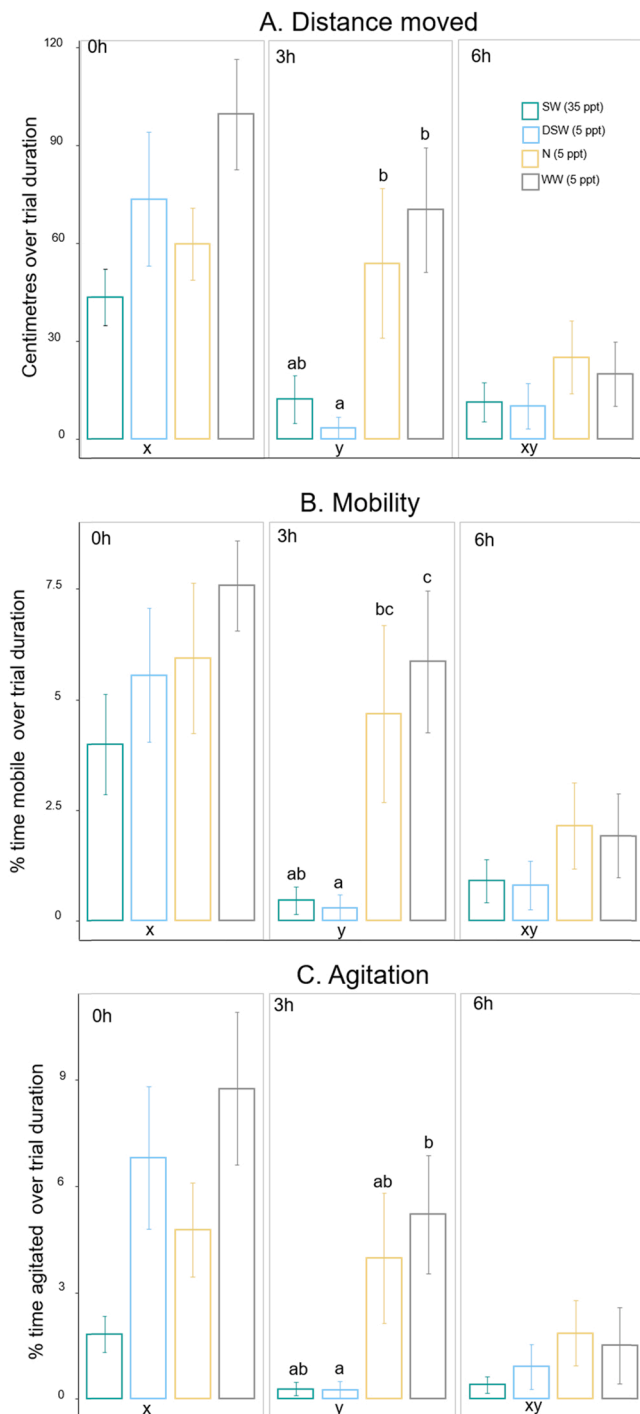 A. Distance moved
0h
3h
6h
120
90
60
30
0
Centimetres over trial duration
SW (35 ppt)
DSW (5 ppt)
N (5 ppt)
WW (5 ppt)
ab
a
b
b
x
y
xy
B. Mobility
0h
3h
6h
7.5
5
2.5
0
% time mobile over trial duration
ab
a
bc
c
x
y
xy
C. Agitation
0h
3h
6h
9
6
3
0
% time agitated over trial duration
ab
a
ab
b
x
y
xy